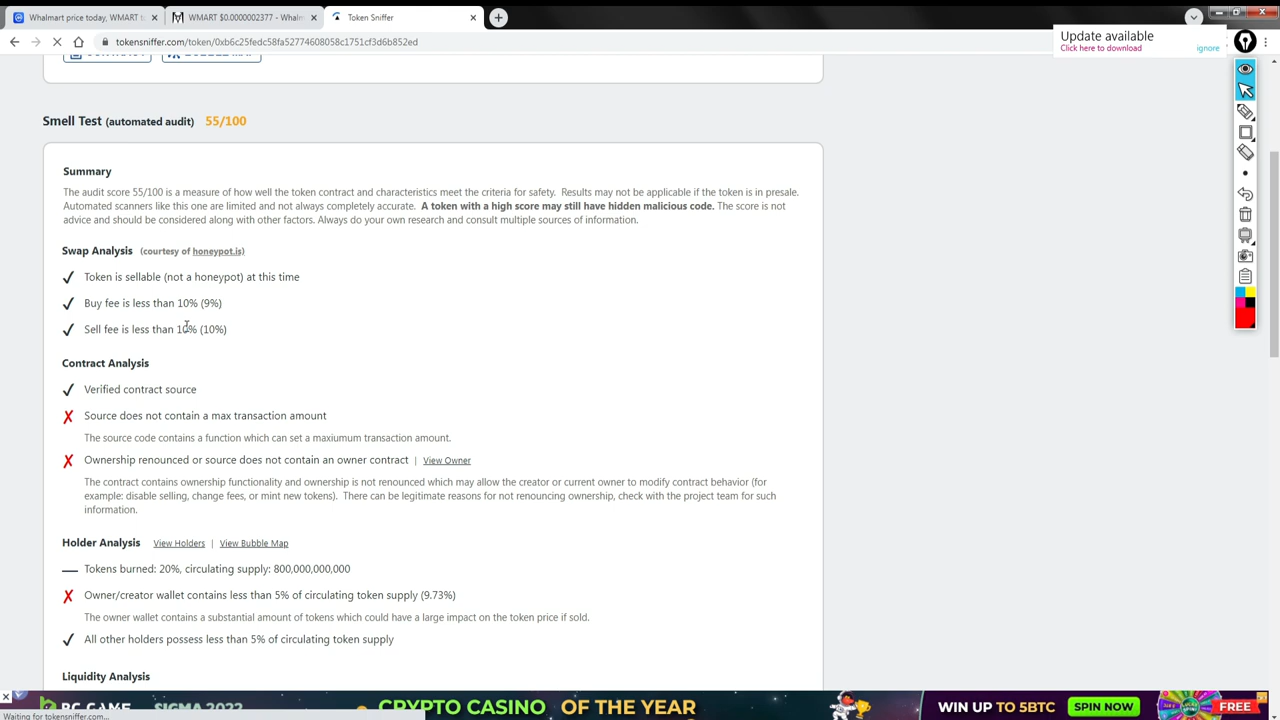 Whalmart price today, WMART t
WMART $0.0000002377 - Whalm
Token Sniffer
tokensniffer.com/token/0xb6c25fedc58fa52774608058c1751cf3d6b852ed
Update available
Click here to download
ignore
Smell Test (automated audit) 55/100
Summary
The audit score 55/100 is a measure of how well the token contract and characteristics meet the criteria for safety. Results may not be applicable if the token is in presale.
Automated scanners like this one are limited and not always completely accurate. A token with a high score may still have hidden malicious code. The score is not
advice and should be considered along with other factors. Always do your own research and consult multiple sources of information.
Swap Analysis (courtesy of honeypot.is)
Token is sellable (not a honeypot) at this time
Buy fee is less than 10% (9%)
Sell fee is less than 10% (10%)
Contract Analysis
Verified contract source
Source does not contain a max transaction amount
The source code contains a function which can set a maxiumum transaction amount.
Ownership renounced or source does not contain an owner contract | View Owner
The contract contains ownership functionality and ownership is not renounced which may allow the creator or current owner to modify contract behavior (for
example: disable selling, change fees, or mint new tokens). There can be legitimate reasons for not renouncing ownership, check with the project team for such
information.
Holder Analysis View Holders | View Bubble Map
Tokens burned: 20%, circulating supply: 800,000,000,000
Owner/creator wallet contains less than 5% of circulating token supply (9.73%)
The owner wallet contains a substantial amount of tokens which could have a large impact on the token price if sold.
All other holders possess less than 5% of circulating token supply
Liquidity Analysis
BC.GAME SIGMA 2022 CRYPTO CASINO OF THE YEAR WIN UP TO 5BTC SPIN NOW FREE
Waiting for tokensniffer.com...